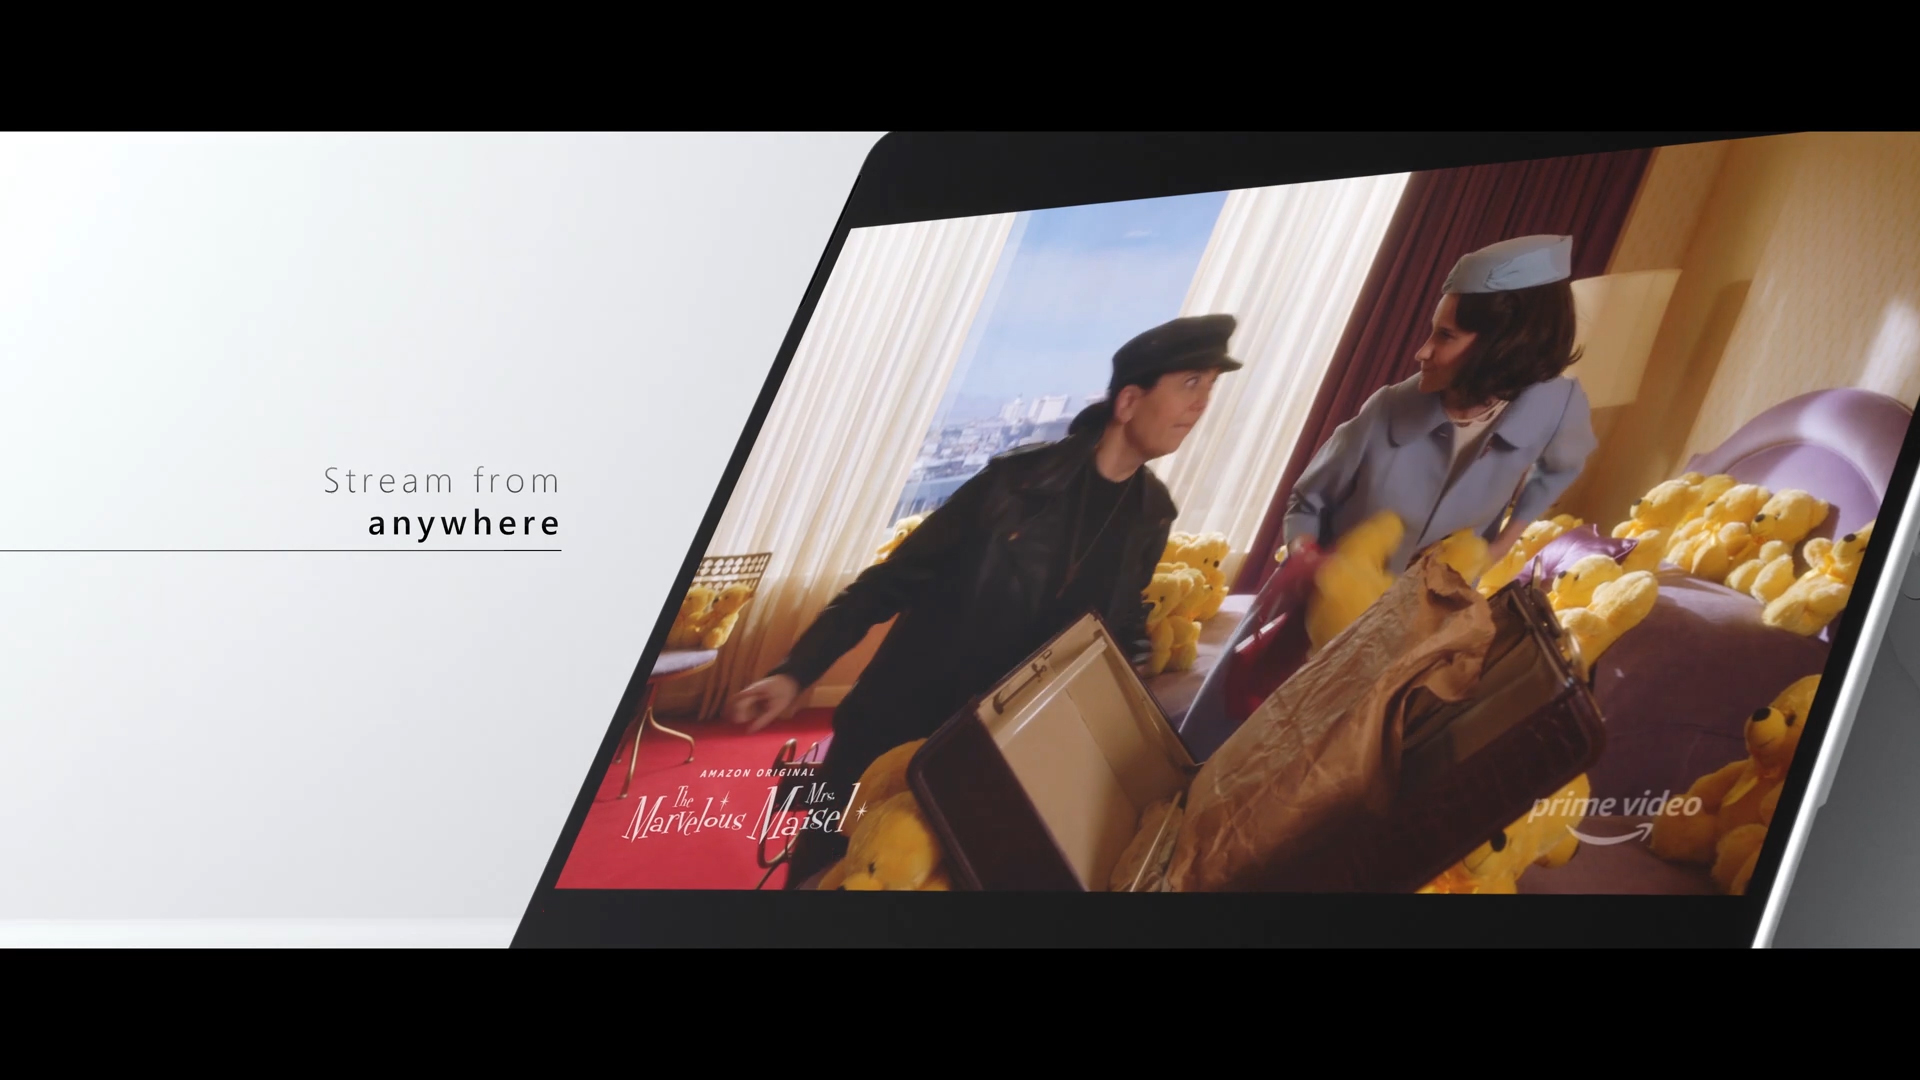 Stream from
anywhere
AMAZON ORIGINAL
The Marvelous Mrs. Maisel
prime video